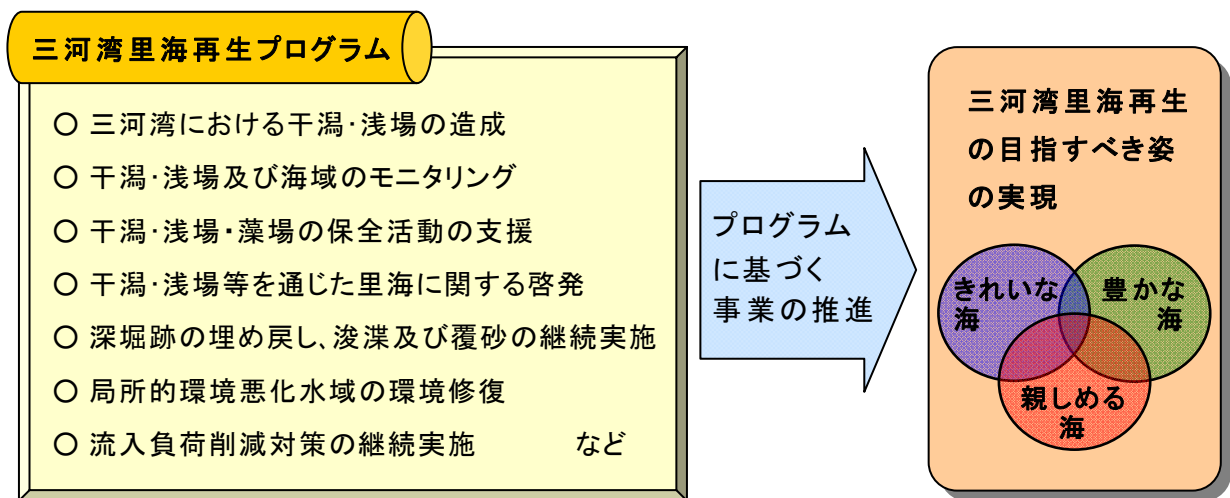 三河湾里海再生プログラム
○ 三河湾における干潟・浅場の造成
○ 干潟・浅場及び海域のモニタリング
○ 干潟・浅場・藻場の保全活動の支援
○ 干潟・浅場等を通じた里海に関する啓発
○ 深堀跡の埋め戻し、浚渫及び覆砂の継続実施
○ 局所的環境悪化水域の環境修復
○ 流入負荷削減対策の継続実施 など
プログラム
に基づく
事業の推進
三河湾里海再生
の目指すべき姿
の実現
きれいな
海
豊かな
海
親しめる
海